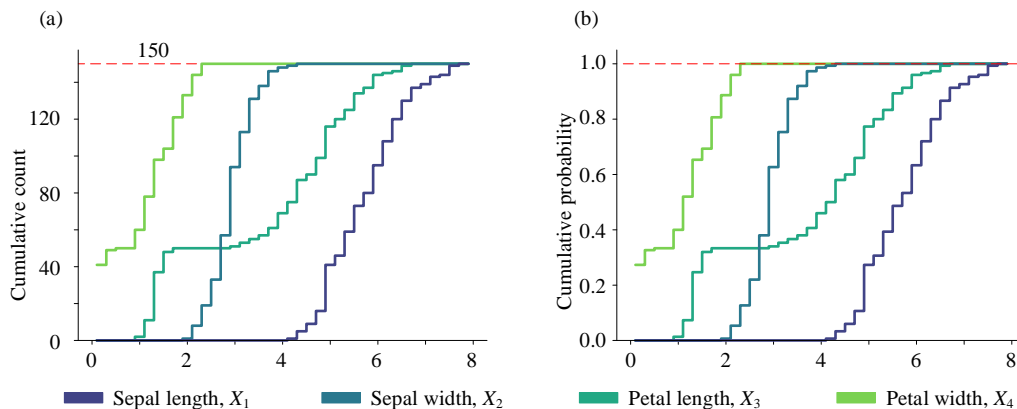 (a)
150
Cumulative count
120
80
40
0
0 2 4 6 8
(b)
Cumulative probability
1.0
0.8
0.6
0.4
0.2
0.0
0 2 4 6 8
Sepal length, X1 Sepal width, X2 Petal length, X3 Petal width, X4